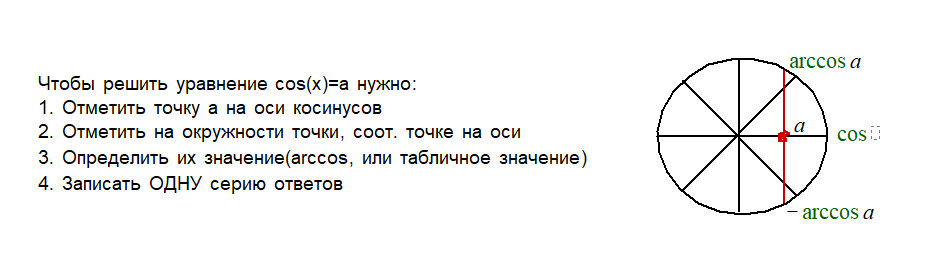 Чтобы решить уравнение cos(x)=a нужно:
1. Отметить точку а на оси косинусов
2. Отметить на окружности точки, соот. точке на оси
3. Определить их значение(arccos, или табличное значение)
4. Записать ОДНУ серию ответов
arccos a
a
cos
− arccos a